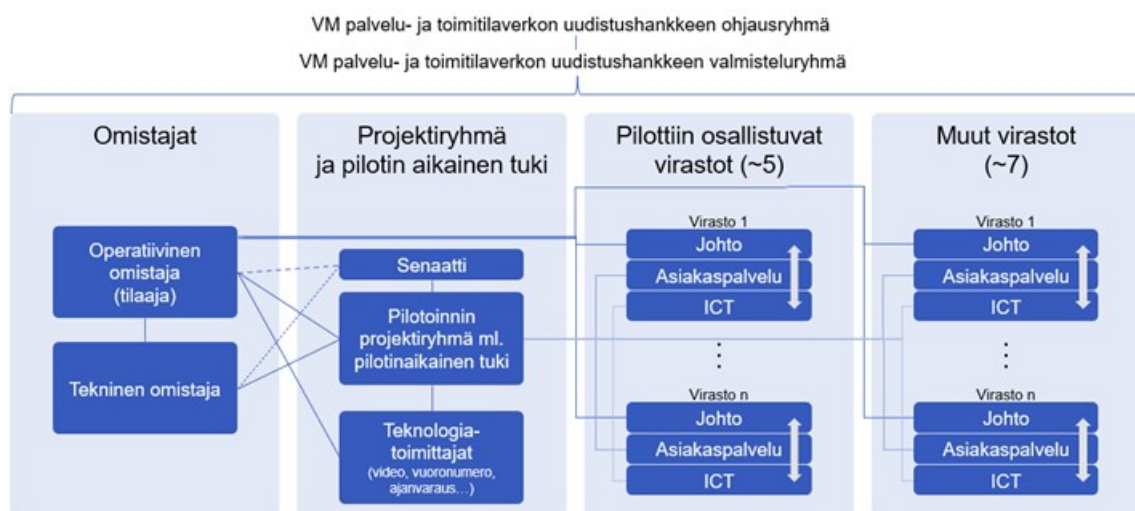 VM palvelu- ja toimitilaverkon uudistushankkeen ohjausryhmä
VM palvelu- ja toimitilaverkon uudistushankkeen valmisteluryhmä
Omistajat
Operatiivinen
omistaja
(tilaaja)
Tekninen omistaja
Projektiryhmä
ja pilotin aikainen tuki
Senaatti
Pilotoinnin
projektiryhmä ml.
pilotinaikainen tuki
Teknologia-
toimittajat
(video, vuoronumero,
ajanvaraus...)
Pilottiin osallistuvat
virastot (~5)
Virasto 1
Johto
Asiakaspalvelu
ICT
⋮
Virasto n
Johto
Asiakaspalvelu
ICT
Muut virastot
(~7)
Virasto 1
Johto
Asiakaspalvelu
ICT
⋮
Virasto n
Johto
Asiakaspalvelu
ICT